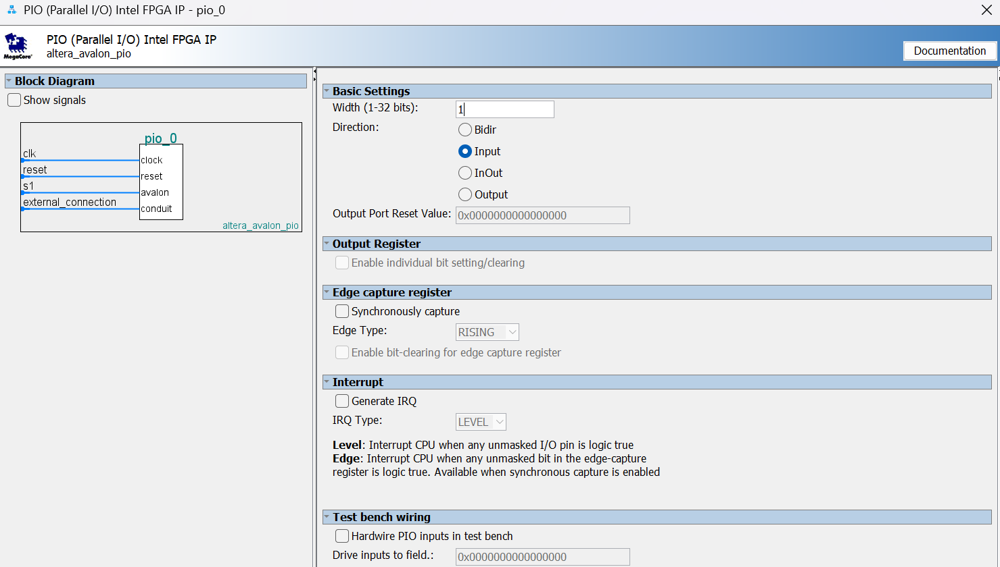 PIO (Parallel I/O) Intel FPGA IP - pio_0
PIO (Parallel I/O) Intel FPGA IP
altera_avalon_pio
MegaCore®
Documentation
Block Diagram
Show signals
pio_0
clk
clock
reset
reset
s1
avalon
external_connection
conduit
altera_avalon_pio
Basic Settings
Width (1-32 bits): 1
Direction:
Bidir
Input
InOut
Output
Output Port Reset Value: 0x0000000000000000
Output Register
Enable individual bit setting/clearing
Edge capture register
Synchronously capture
Edge Type: RISING
Enable bit-clearing for edge capture register
Interrupt
Generate IRQ
IRQ Type: LEVEL
Level: Interrupt CPU when any unmasked I/O pin is logic true
Edge: Interrupt CPU when any unmasked bit in the edge-capture
register is logic true. Available when synchronous capture is enabled
Test bench wiring
Hardwire PIO inputs in test bench
Drive inputs to field.: 0x0000000000000000